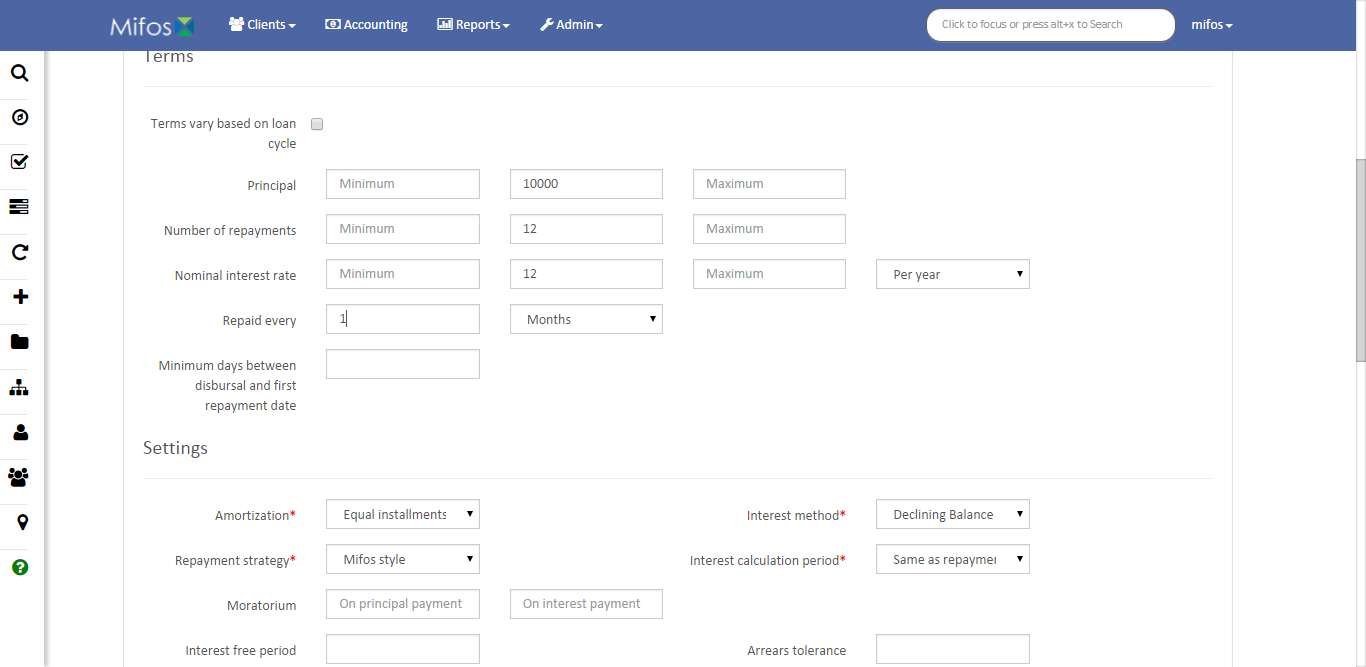 Mifos Clients Accounting Reports Admin Click to focus or press alt+x to Search mifos
Terms
Terms vary based on loan
cycle
Principal Minimum 10000 Maximum
Number of repayments Minimum 12 Maximum
Nominal interest rate Minimum 12 Maximum Per year
Repaid every 1 Months
Minimum days between
disbursal and first
repayment date
Settings
Amortization* Equal installments Interest method* Declining Balance
Repayment strategy* Mifos style Interest calculation period* Same as repaymer
Moratorium On principal payment On interest payment
Interest free period Arrears tolerance